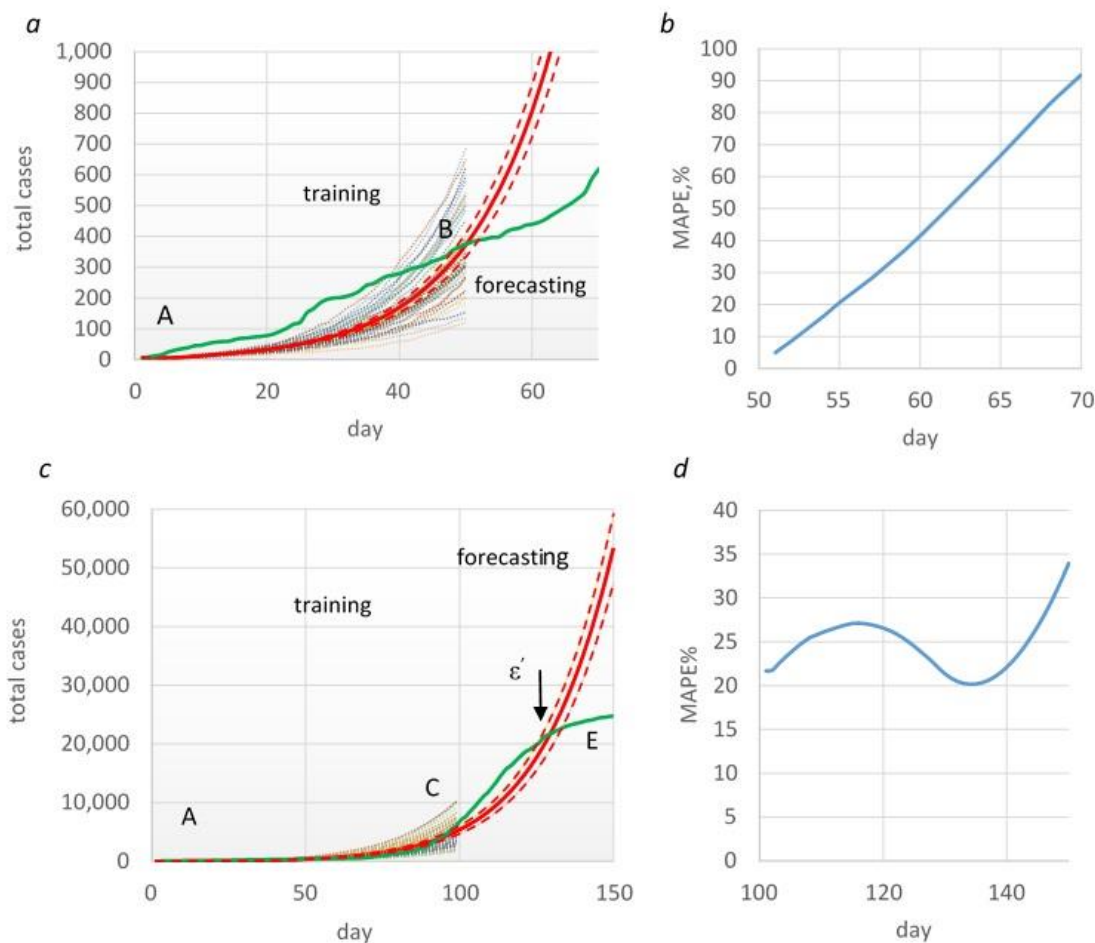 a
1,000
900
800
700
600
500
400
300
200
100
0
total cases
training
B
forecasting
A
0 20 40 60
day
b
100
90
80
70
60
50
40
30
20
10
0
MAPE,%
50 55 60 65 70
day
c
60,000
50,000
40,000
30,000
20,000
10,000
0
total cases
forecasting
training
ε′
E
C
A
0 50 100 150
day
d
40
35
30
25
20
15
10
5
0
MAPE%
100 120 140
day